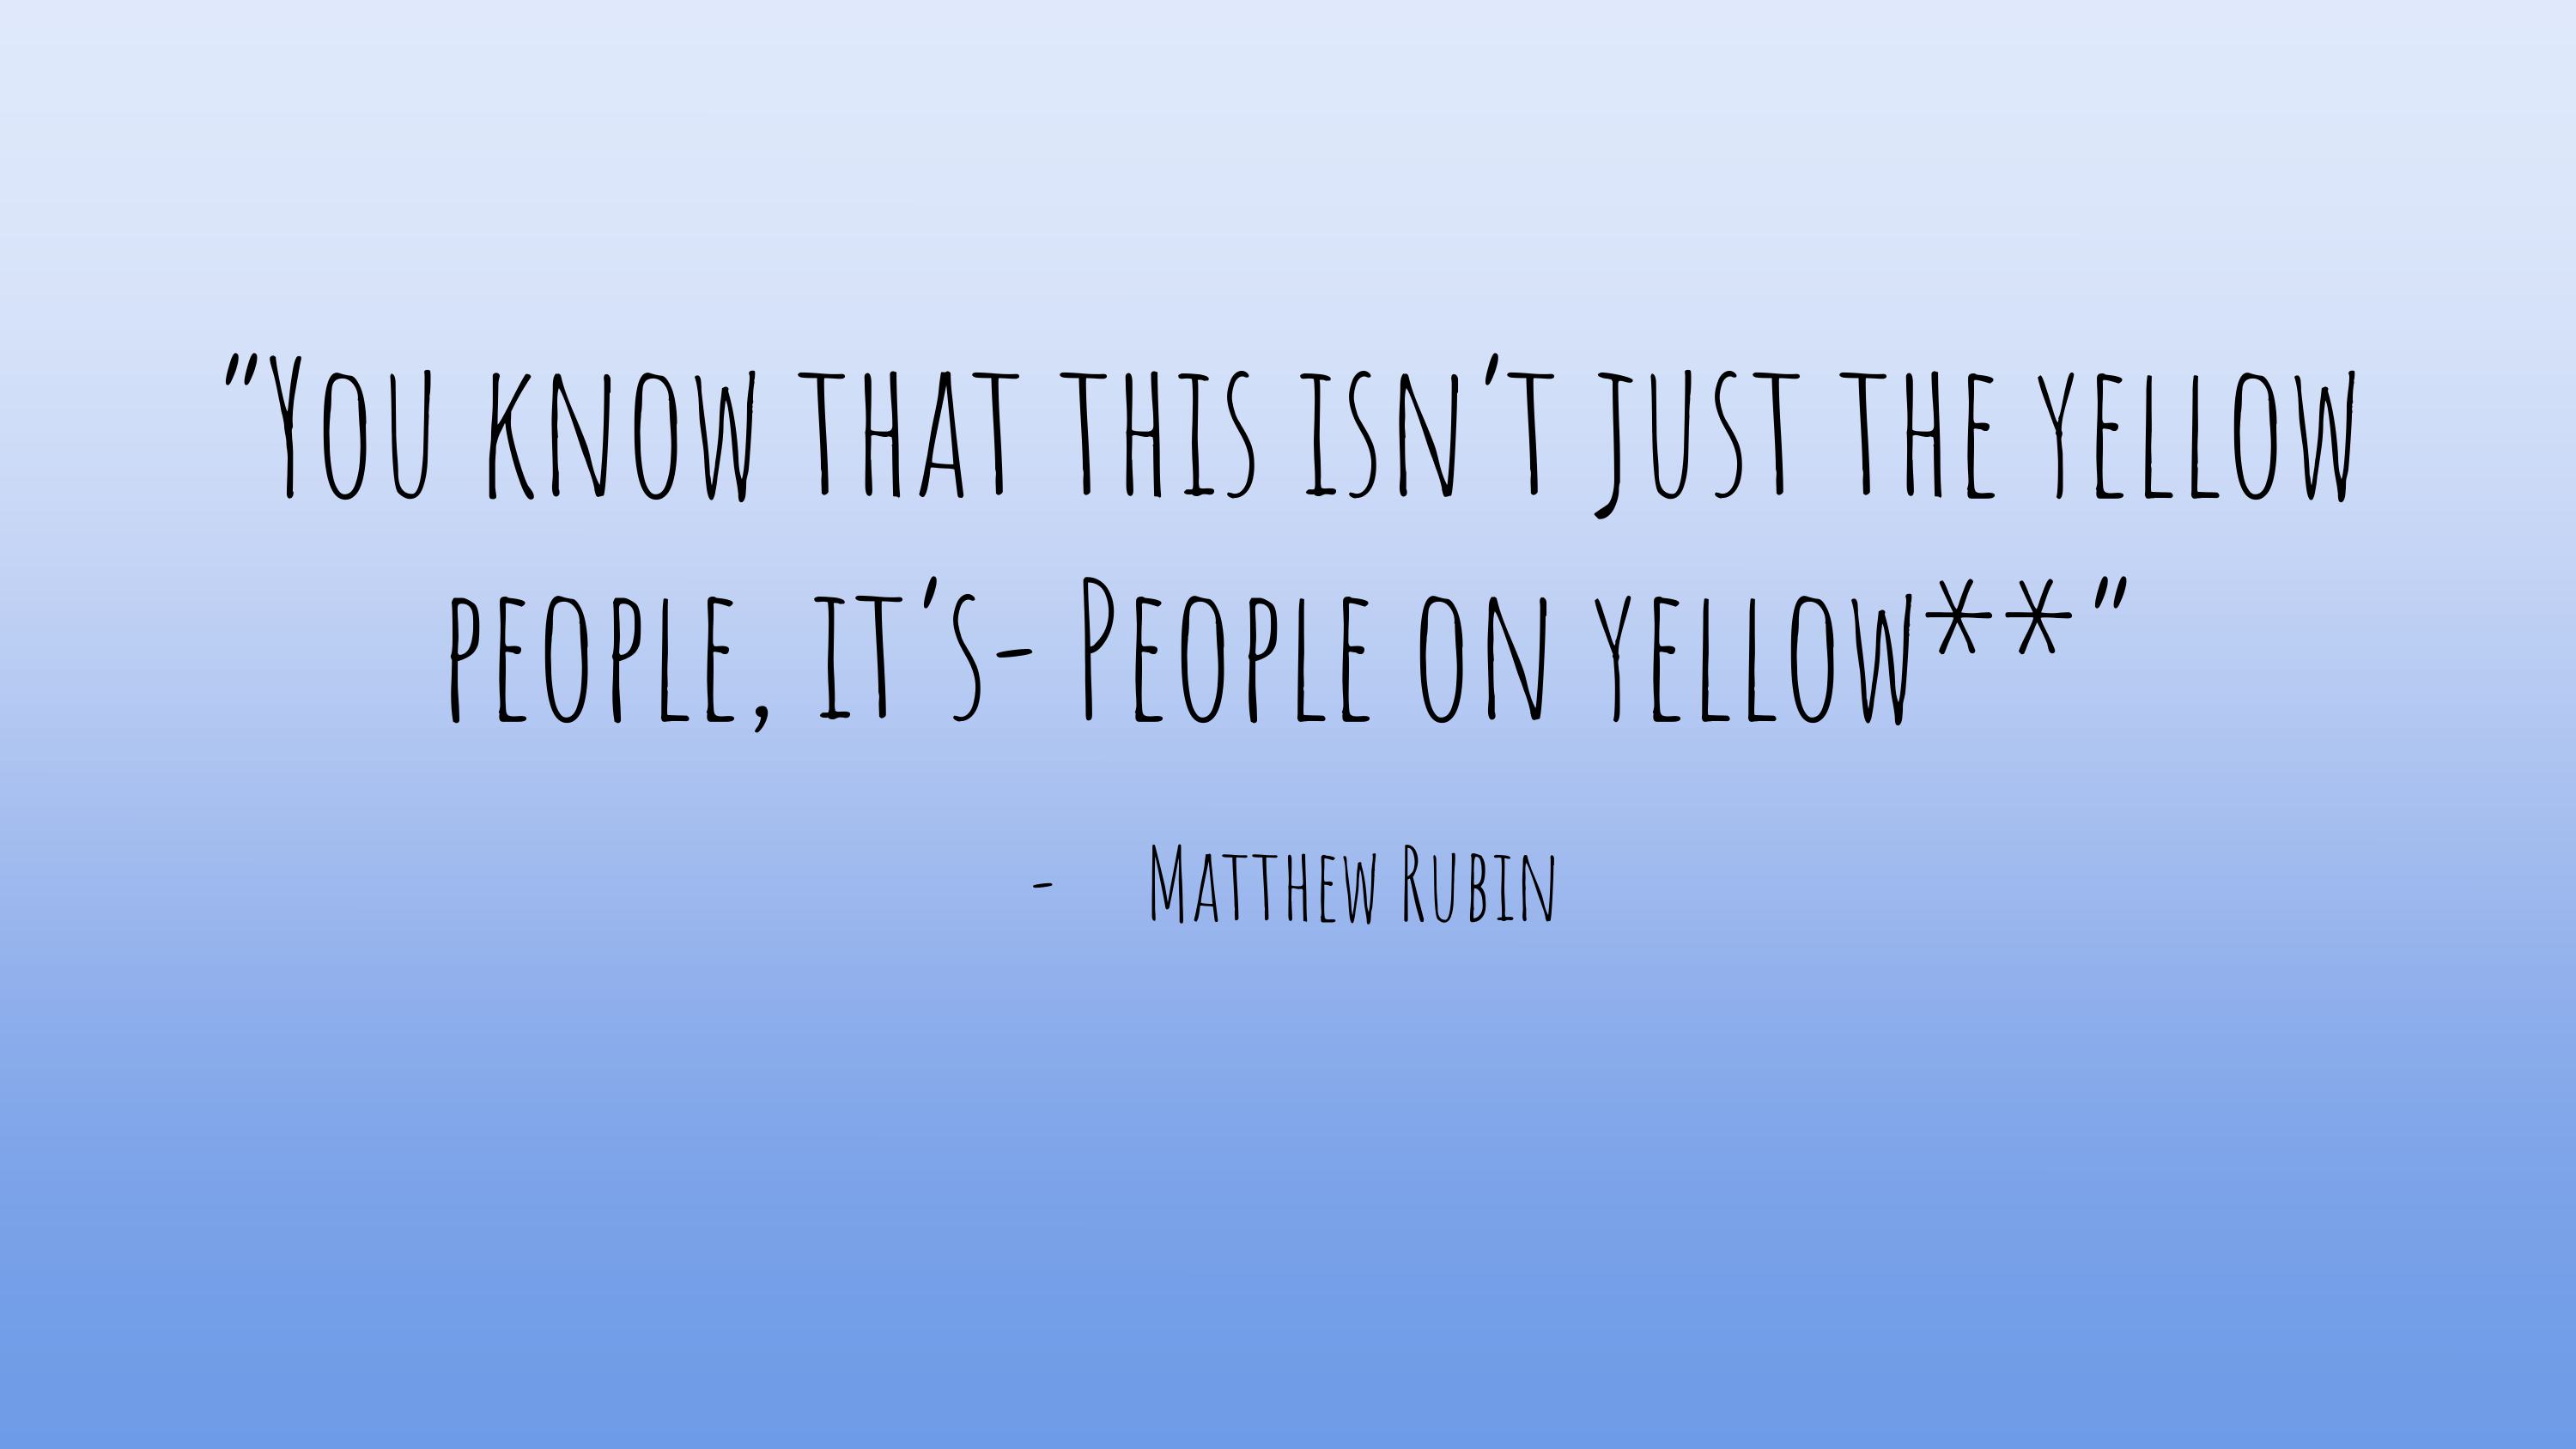 "You know that this isn't just the yellow
people, it's- People on yellow**"
- Matthew Rubin